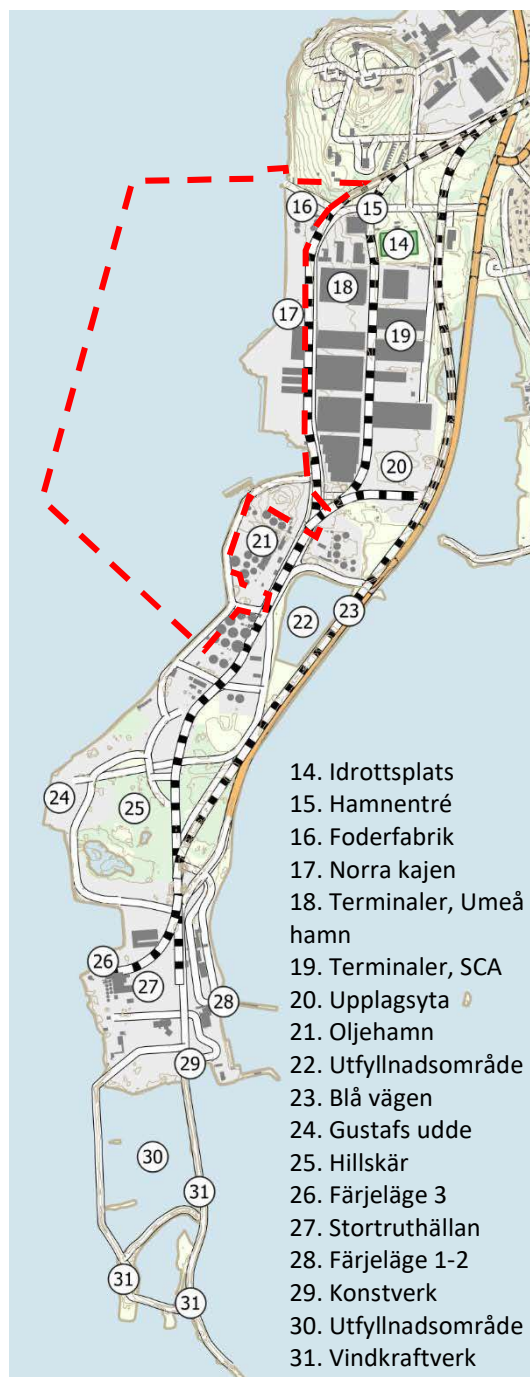 16
15
14
18
17
19
20
21
22
23
24
25
26
27
28
29
30
31
31
31
14. Idrottsplats
15. Hamnentré
16. Foderfabrik
17. Norra kajen
18. Terminaler, Umeå
hamn
19. Terminaler, SCA
20. Upplagsyta
21. Oljehamn
22. Utfyllnadsområde
23. Blå vägen
24. Gustafs udde
25. Hillskär
26. Färjeläge 3
27. Stortruthällan
28. Färjeläge 1-2
29. Konstverk
30. Utfyllnadsområde
31. Vindkraftverk